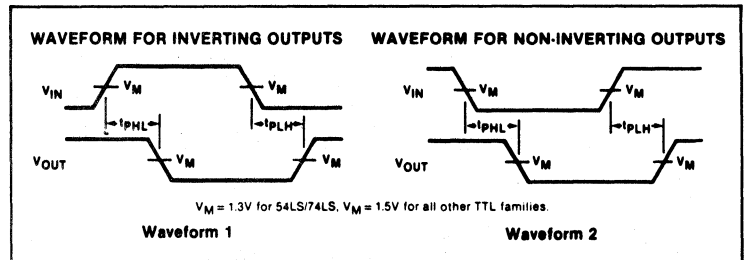 WAVEFORM FOR INVERTING OUTPUTS
VIN
VM
VM
tPHL
tPLH
VOUT
VM
VM
WAVEFORM FOR NON-INVERTING OUTPUTS
VIN
VM
VM
tPHL
tPLH
VOUT
VM
VM
VM = 1.3V for 54LS/74LS, VM = 1.5V for all other TTL families.
Waveform 1
Waveform 2